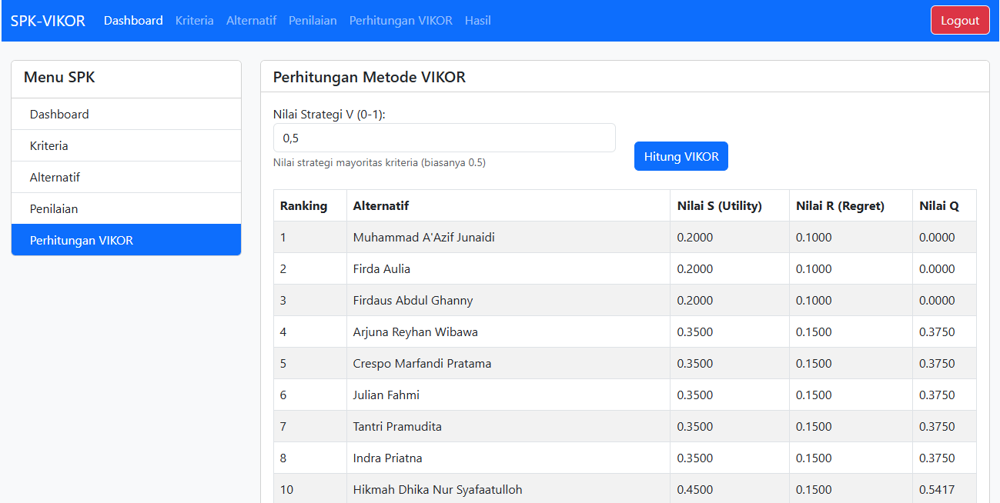 SPK-VIKOR Dashboard Kriteria Alternatif Penilaian Perhitungan VIKOR Hasil Logout
Menu SPK
Dashboard
Kriteria
Alternatif
Penilaian
Perhitungan VIKOR
Perhitungan Metode VIKOR
Nilai Strategi V (0-1):
0,5
Nilai strategi mayoritas kriteria (biasanya 0.5)
Hitung VIKOR
Ranking Alternatif Nilai S (Utility) Nilai R (Regret) Nilai Q
1 Muhammad A'Azif Junaidi 0.2000 0.1000 0.0000
2 Firda Aulia 0.2000 0.1000 0.0000
3 Firdaus Abdul Ghanny 0.2000 0.1000 0.0000
4 Arjuna Reyhan Wibawa 0.3500 0.1500 0.3750
5 Crespo Marfandi Pratama 0.3500 0.1500 0.3750
6 Julian Fahmi 0.3500 0.1500 0.3750
7 Tantri Pramudita 0.3500 0.1500 0.3750
8 Indra Priatna 0.3500 0.1500 0.3750
10 Hikmah Dhika Nur Syafaatulloh 0.4500 0.1500 0.5417